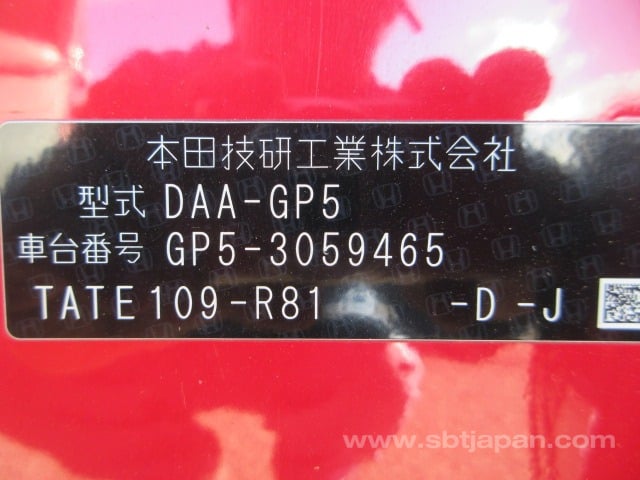 本田技研工業株式会社
型式 DAA-GP5
車台番号 GP5-3059465
TATE109-R81 -D -J
www.sbtjapan.com